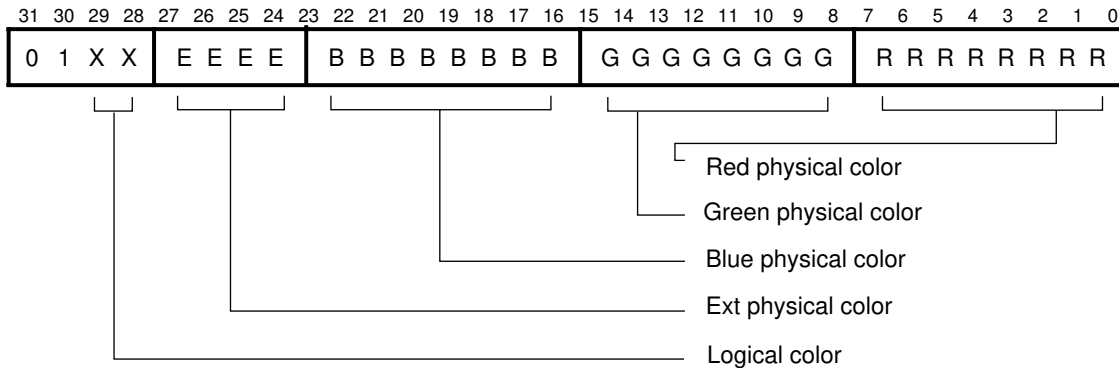 31 30 29 28 27 26 25 24 23 22 21 20 19 18 17 16 15 14 13 12 11 10 9 8 7 6 5 4 3 2 1 0
0 1 X X E E E E B B B B B B B B G G G G G G G G R R R R R R R R
Red physical color
Green physical color
Blue physical color
Ext physical color
Logical color